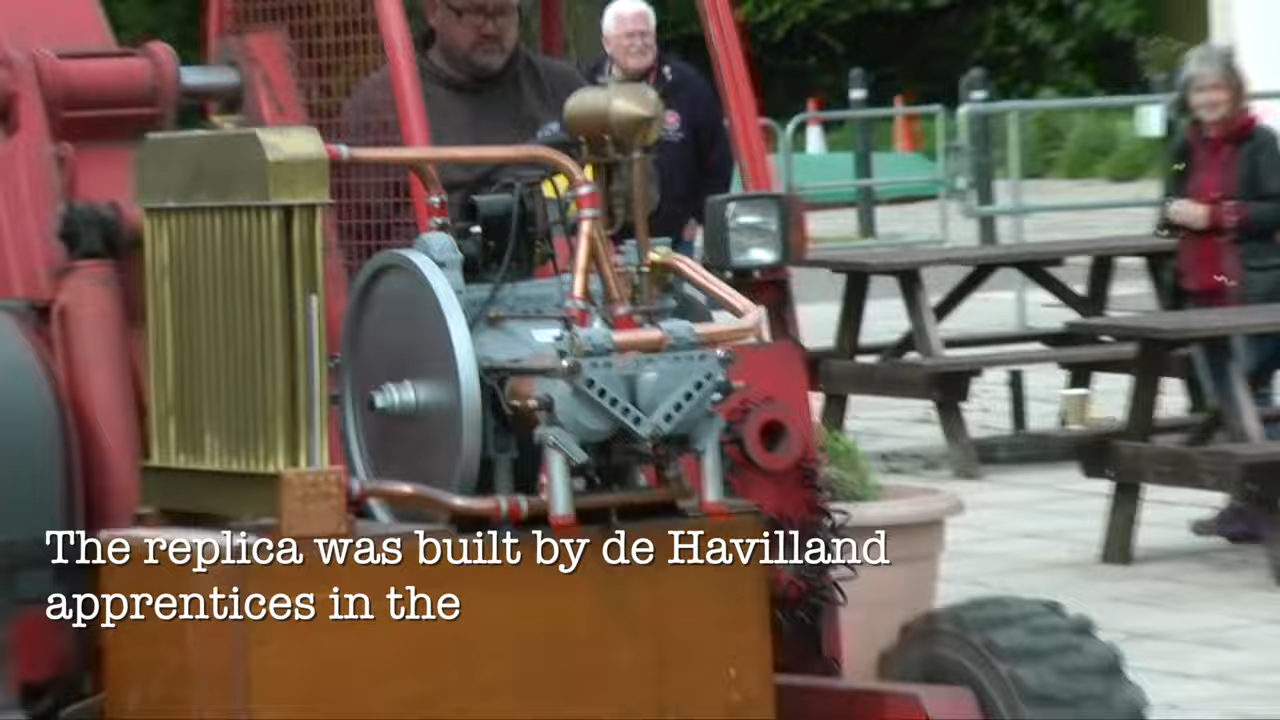 The replica was built by de Havilland
apprentices in the